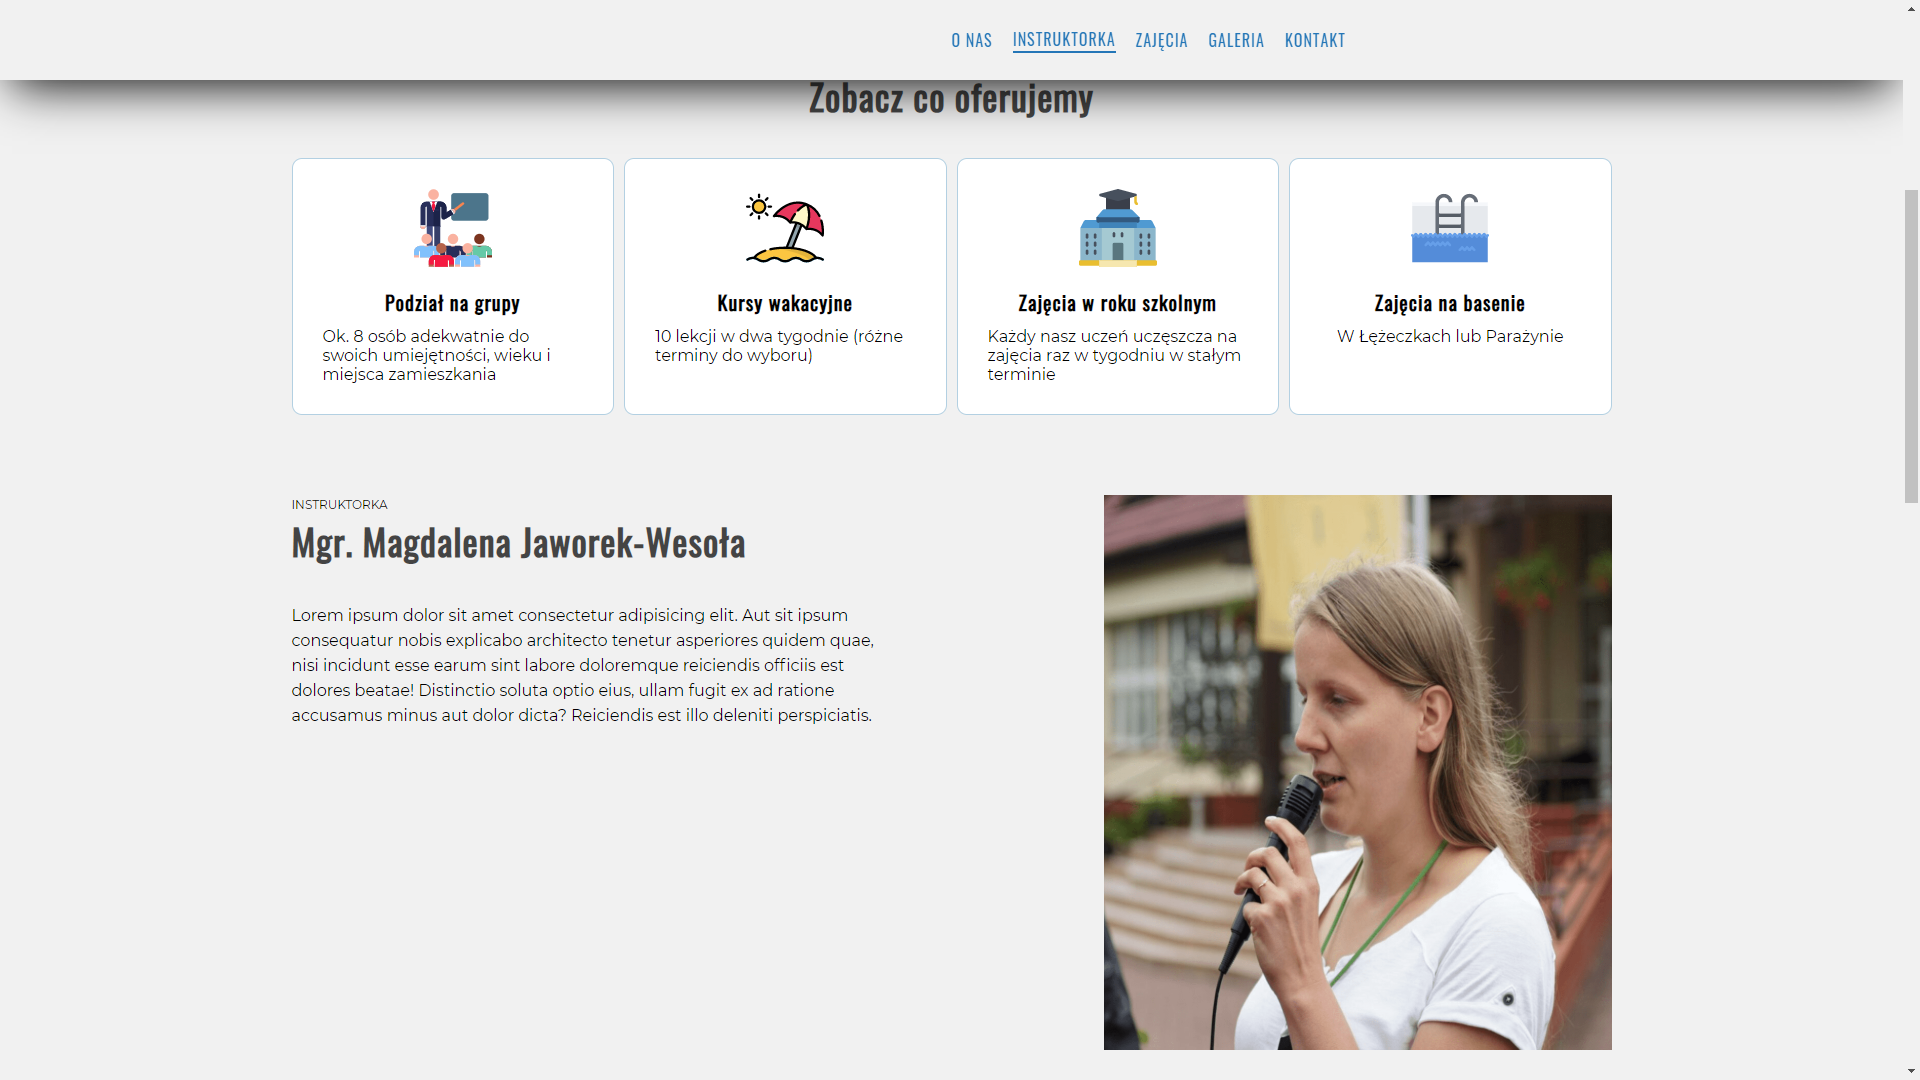 O NAS INSTRUKTORKA ZAJĘCIA GALERIA KONTAKT
Zobacz co oferujemy
Podział na grupy
Ok. 8 osób adekwatnie do
swoich umiejętności, wieku i
miejsca zamieszkania
Kursy wakacyjne
10 lekcji w dwa tygodnie (różne
terminy do wyboru)
Zajęcia w roku szkolnym
Każdy nasz uczeń uczęszcza na
zajęcia raz w tygodniu w stałym
terminie
Zajęcia na basenie
W Łężeczkach lub Parażynie
INSTRUKTORKA
Mgr. Magdalena Jaworek-Wesoła
Lorem ipsum dolor sit amet consectetur adipisicing elit. Aut sit ipsum
consequatur nobis explicabo architecto tenetur asperiores quidem quae,
nisi incidunt esse earum sint labore doloremque reiciendis officiis est
dolores beatae! Distinctio soluta optio eius, ullam fugit ex ad ratione
accusamus minus aut dolor dicta? Reiciendis est illo deleniti perspiciatis.